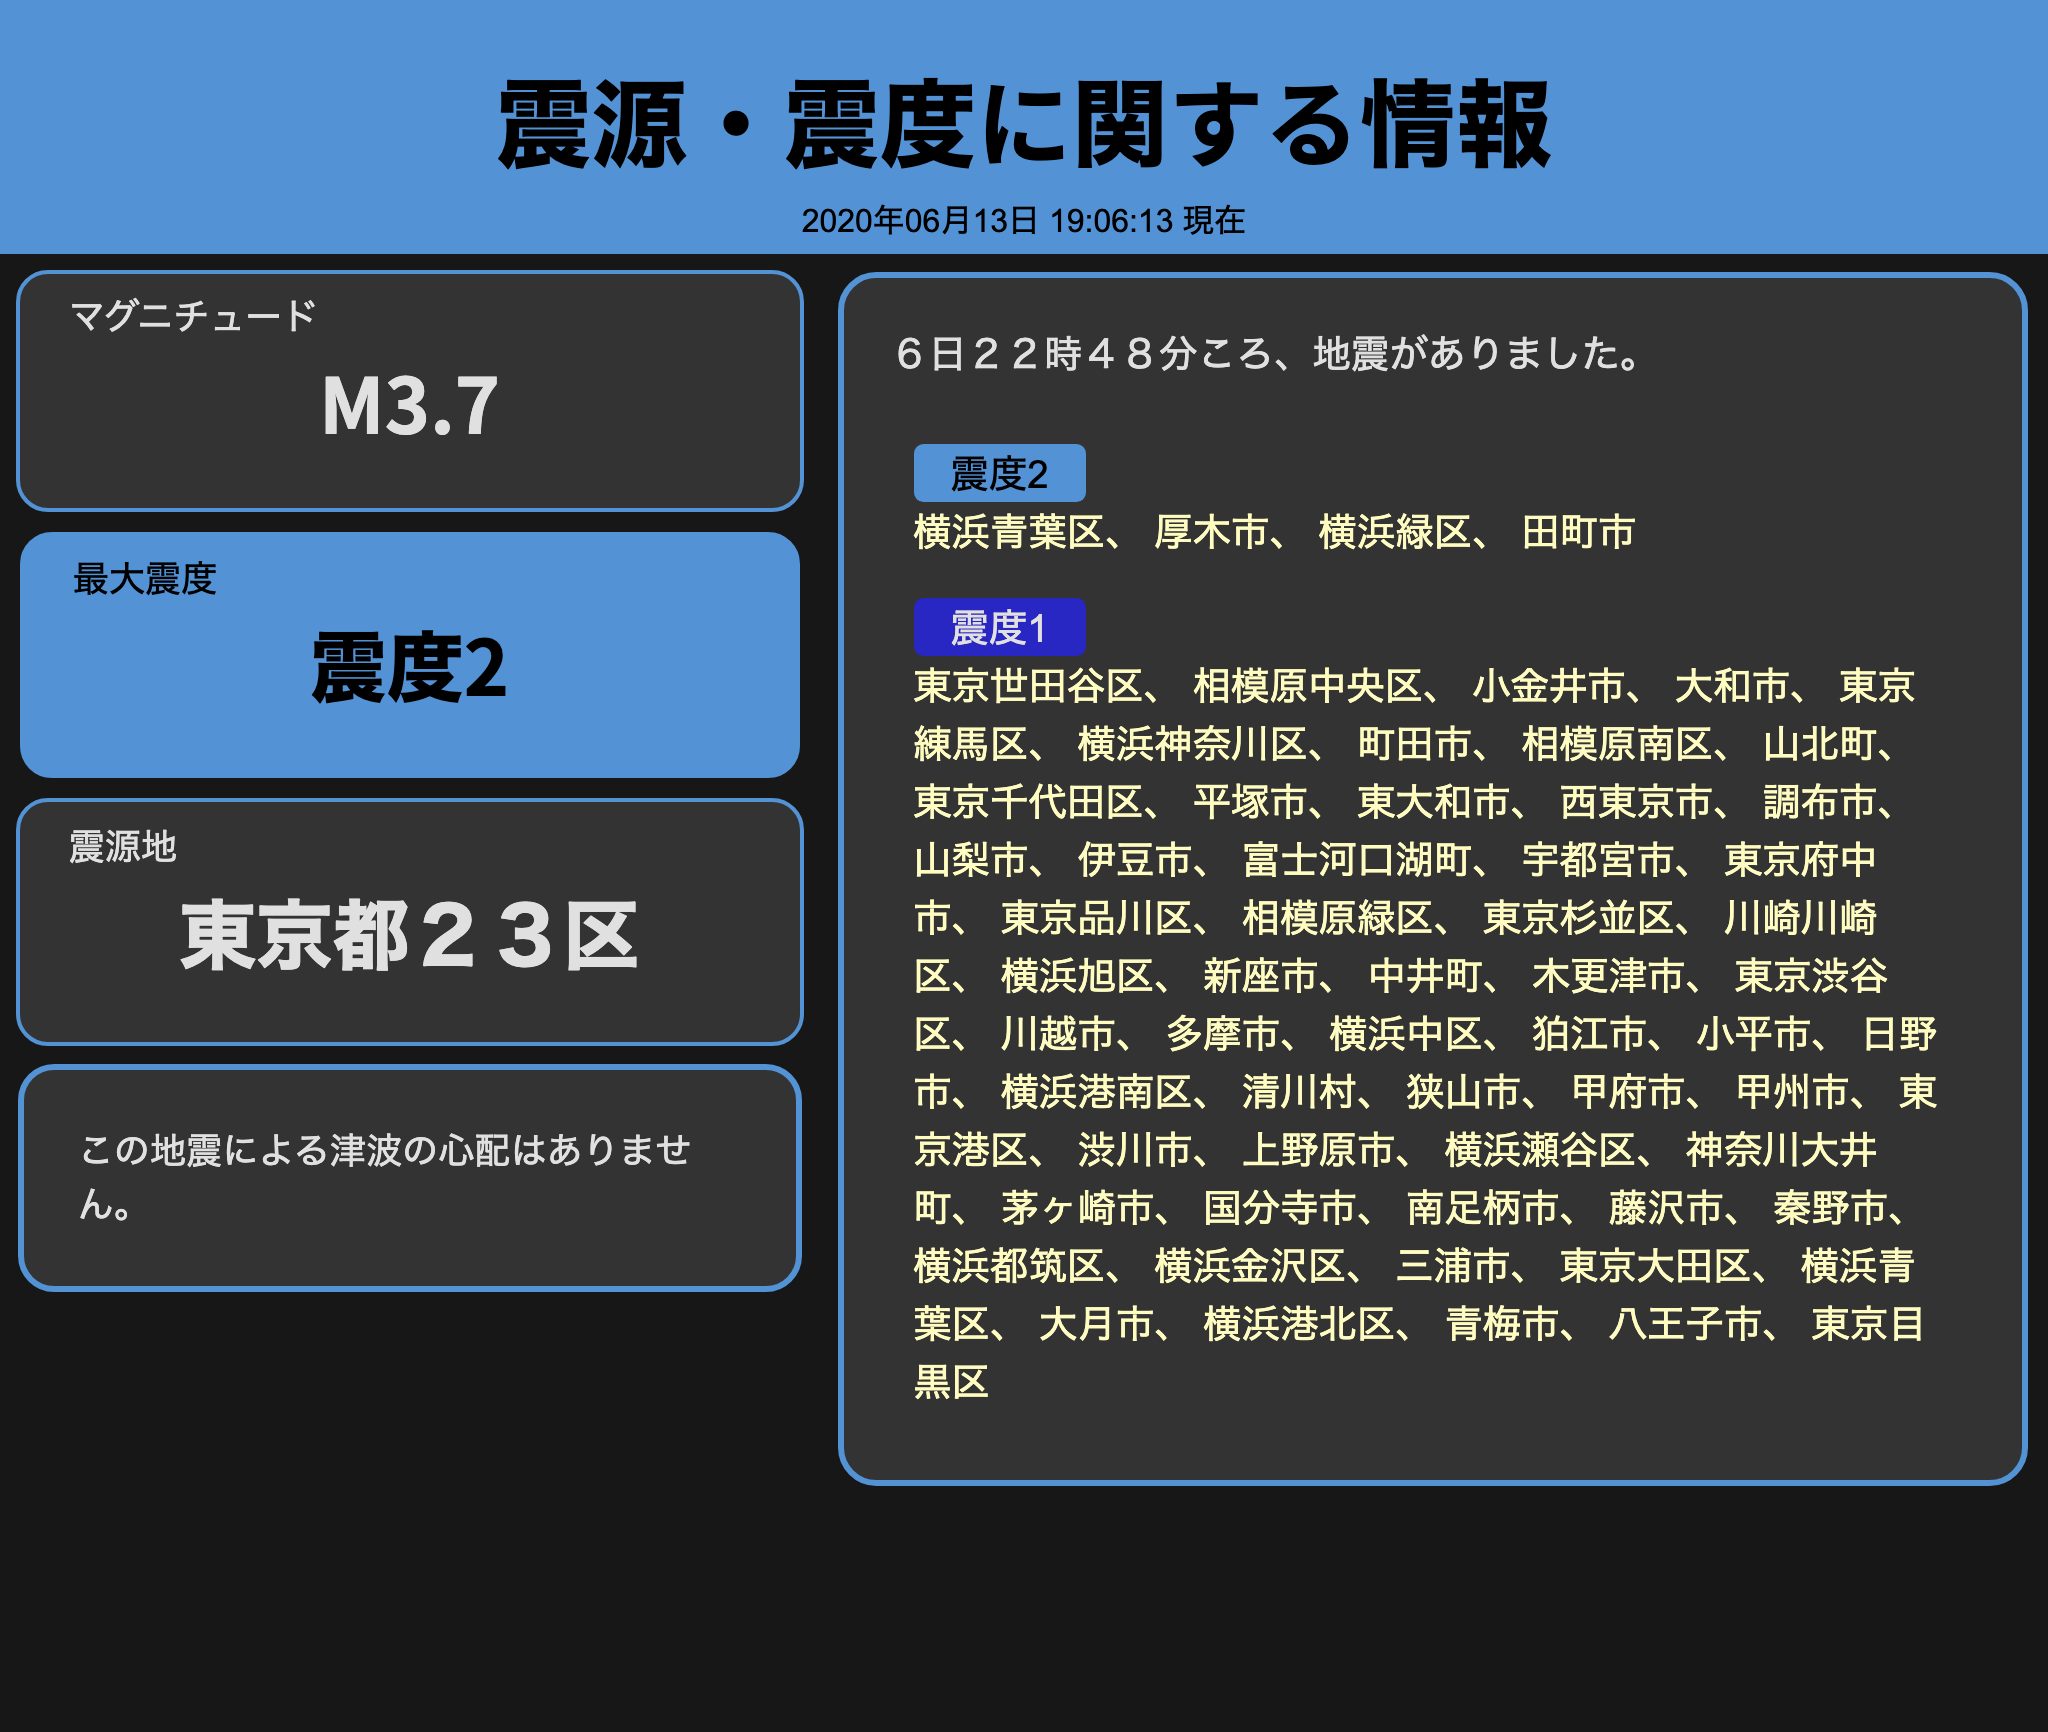 震源・震度に関する情報
2020年06月13日 19:06:13 現在
マグニチュード
M3.7
最大震度
震度2
震源地
東京都２３区
この地震による津波の心配はありませ
ん。
６日２２時４８分ころ、地震がありました。
震度2
横浜青葉区、 厚木市、 横浜緑区、 田町市
震度1
東京世田谷区、 相模原中央区、 小金井市、 大和市、 東京
練馬区、 横浜神奈川区、 町田市、 相模原南区、 山北町、
東京千代田区、 平塚市、 東大和市、 西東京市、 調布市、
山梨市、 伊豆市、 富士河口湖町、 宇都宮市、 東京府中
市、 東京品川区、 相模原緑区、 東京杉並区、 川崎川崎
区、 横浜旭区、 新座市、 中井町、 木更津市、 東京渋谷
区、 川越市、 多摩市、 横浜中区、 狛江市、 小平市、 日野
市、 横浜港南区、 清川村、 狭山市、 甲府市、 甲州市、 東
京港区、 渋川市、 上野原市、 横浜瀬谷区、 神奈川大井
町、 茅ヶ崎市、 国分寺市、 南足柄市、 藤沢市、 秦野市、
横浜都筑区、 横浜金沢区、 三浦市、 東京大田区、 横浜青
葉区、 大月市、 横浜港北区、 青梅市、 八王子市、 東京目
黒区